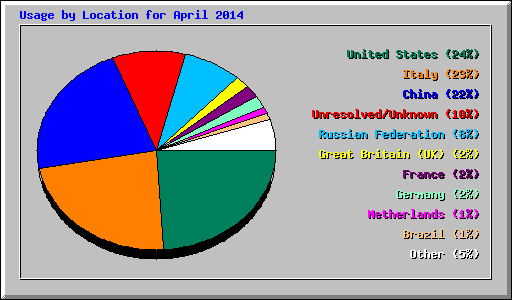 Usage by Location for April 2014
United States (24%)
Italy (23%)
China (22%)
Unresolved/Unknown (10%)
Russian Federation (8%)
Great Britain (UK) (2%)
France (2%)
Germany (2%)
Netherlands (1%)
Brazil (1%)
Other (5%)